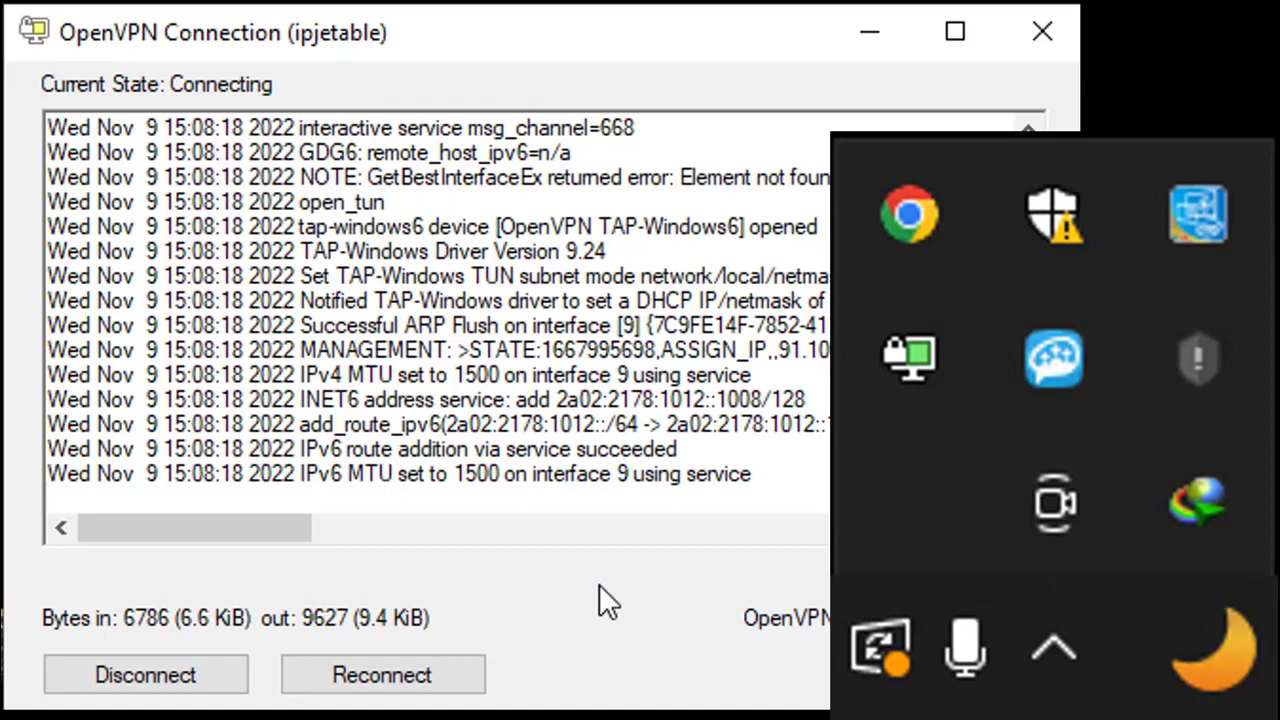 OpenVPN Connection (ipjetable)
Current State: Connecting
Wed Nov 9 15:08:18 2022 interactive service msg_channel=668
Wed Nov 9 15:08:18 2022 GDG6: remote_host_ipv6=n/a
Wed Nov 9 15:08:18 2022 NOTE: GetBestInterfaceEx returned error: Element not foun
Wed Nov 9 15:08:18 2022 open_tun
Wed Nov 9 15:08:18 2022 tap-windows6 device [OpenVPN TAP-Windows6] opened
Wed Nov 9 15:08:18 2022 TAP-Windows Driver Version 9.24
Wed Nov 9 15:08:18 2022 Set TAP-Windows TUN subnet mode network/local/netma
Wed Nov 9 15:08:18 2022 Notified TAP-Windows driver to set a DHCP IP/netmask of
Wed Nov 9 15:08:18 2022 Successful ARP Flush on interface [9] {7C9FE14F-7852-41
Wed Nov 9 15:08:18 2022 MANAGEMENT: >STATE:1667995698,ASSIGN_IP,,91.10
Wed Nov 9 15:08:18 2022 IPv4 MTU set to 1500 on interface 9 using service
Wed Nov 9 15:08:18 2022 INET6 address service: add 2a02:2178:1012::1008/128
Wed Nov 9 15:08:18 2022 add_route_ipv6(2a02:2178:1012::/64 -> 2a02:2178:1012::
Wed Nov 9 15:08:18 2022 IPv6 route addition via service succeeded
Wed Nov 9 15:08:18 2022 IPv6 MTU set to 1500 on interface 9 using service
Bytes in: 6786 (6.6 KiB) out: 9627 (9.4 KiB)
OpenVPN
Disconnect
Reconnect